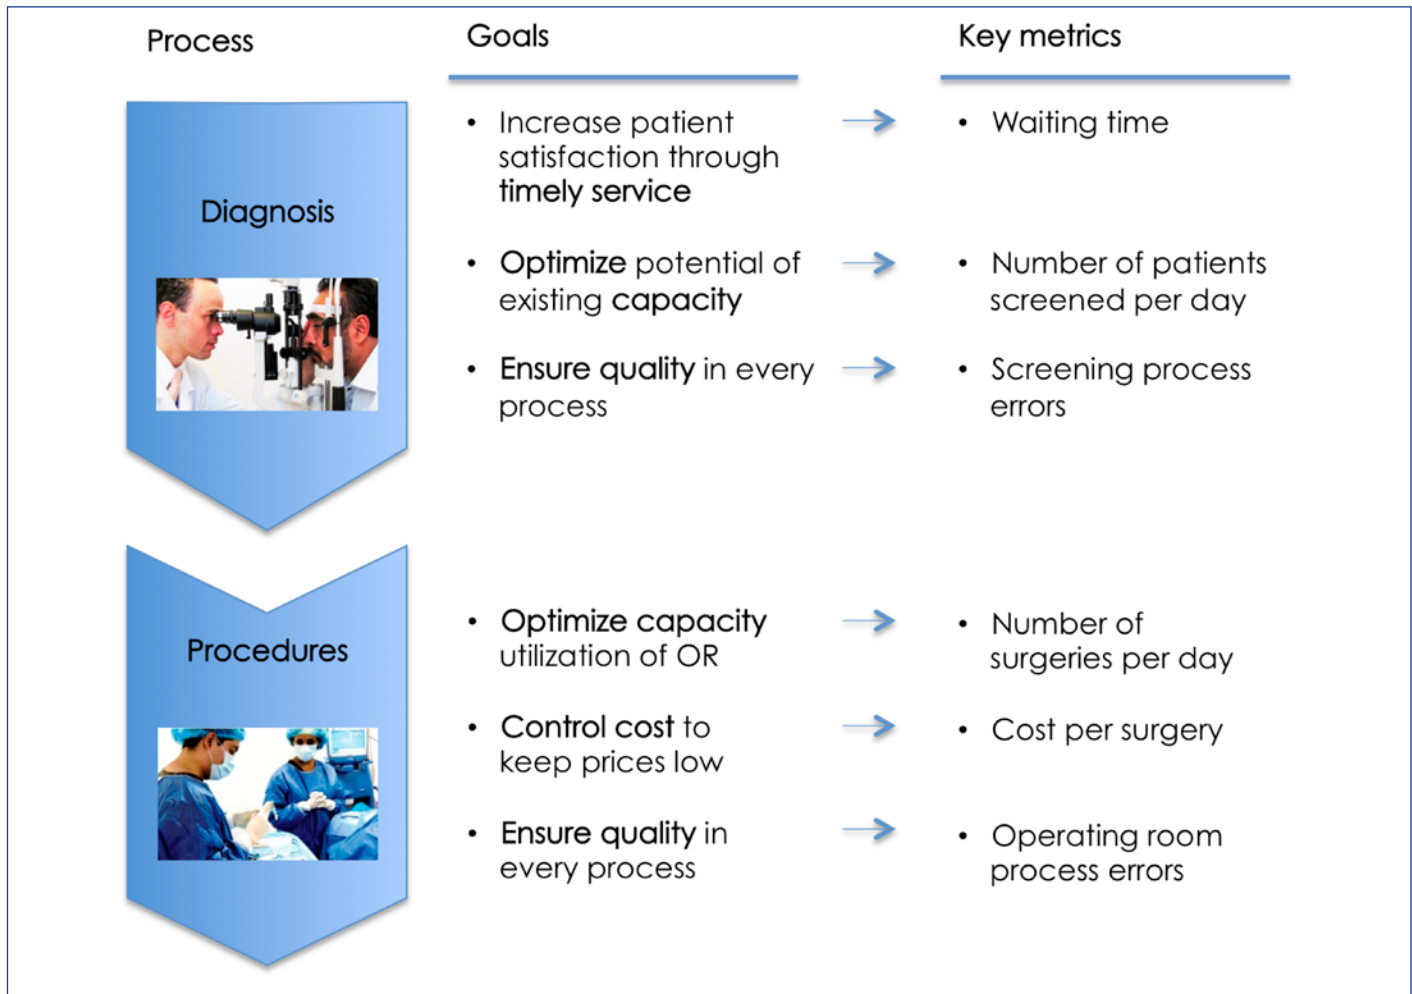 Process
Goals
Key metrics
Diagnosis
• Increase patient
satisfaction through
timely service
• Waiting time
• Optimize potential of
existing capacity
• Number of patients
screened per day
• Ensure quality in every
process
• Screening process
errors
Procedures
• Optimize capacity
utilization of OR
• Number of
surgeries per day
• Control cost to
keep prices low
• Cost per surgery
• Ensure quality in
every process
• Operating room
process errors